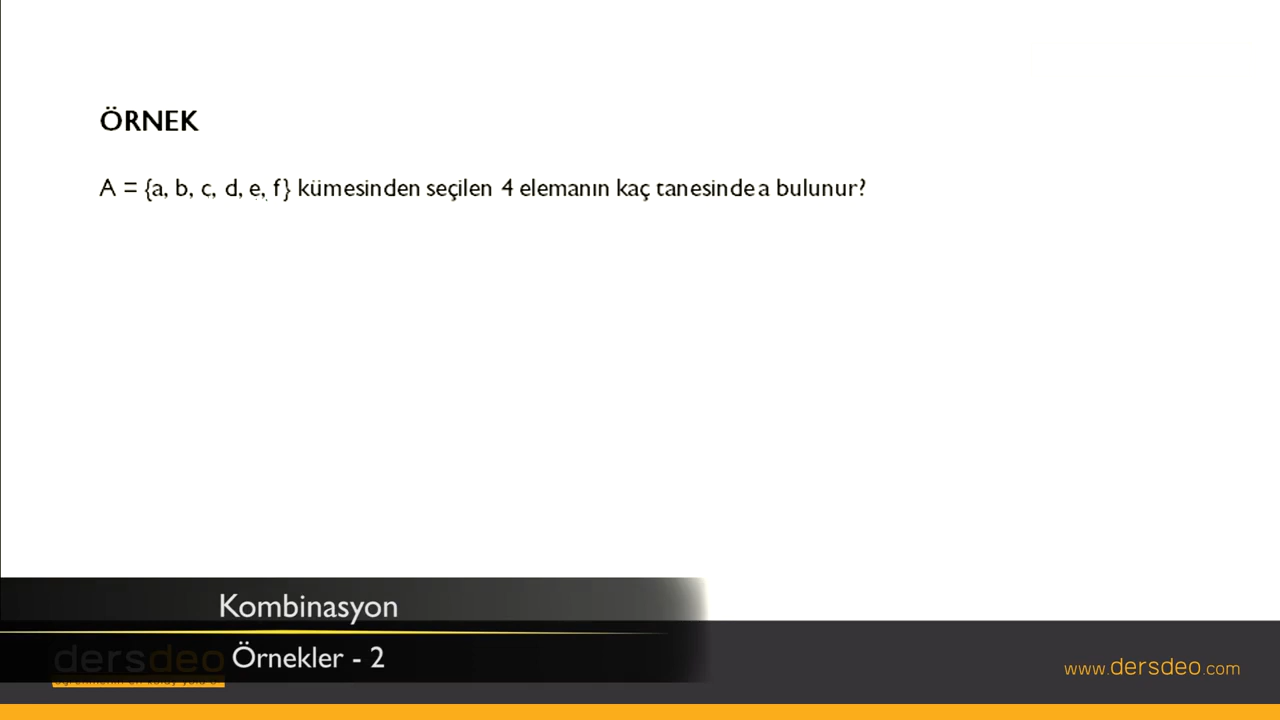 ÖRNEK
A = {a, b, c, d, e, f} kümesinden seçilen 4 elemanın kaç tanesinde a bulunur?
Kombinasyon
dersdeo
Örnekler - 2
www.dersdeo.com